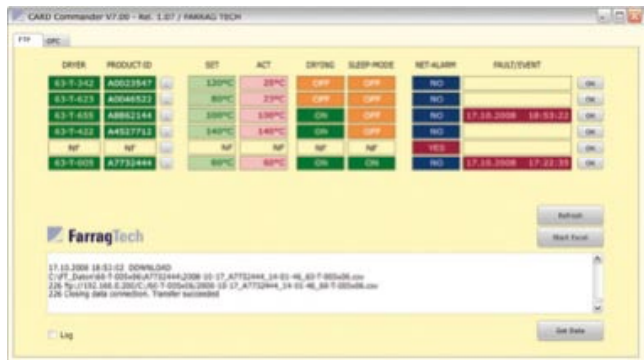 CARD Commander V7.00 - Rel. 1.07 / FARRAG TECH
FTP OPC
DRYER PRODUCT-ID SET ACT DRYING SLEEP-MODE NET-ALARM FAULT/EVENT
63-T-342 A0023547 120°C 28°C OFF OFF NO OK
63-T-623 A0046522 80°C 23°C OFF OFF NO OK
63-T-655 A8862144 ON OFF NO 17.10.2008 18:53:22 OK
63-T-422 A4527712 140°C 140°C ON OFF NO OK
NF NF NF NF NF NF YES OK
63-T-005 A7732444 60°C 60°C ON ON NO 17.10.2008 17:22:35 OK
Refresh
FarragTech
Start Excel
17.10.2008 18:53:02 DOWNLOAD
226 Closing data connection. Transfer succeeded
Log
Get Data